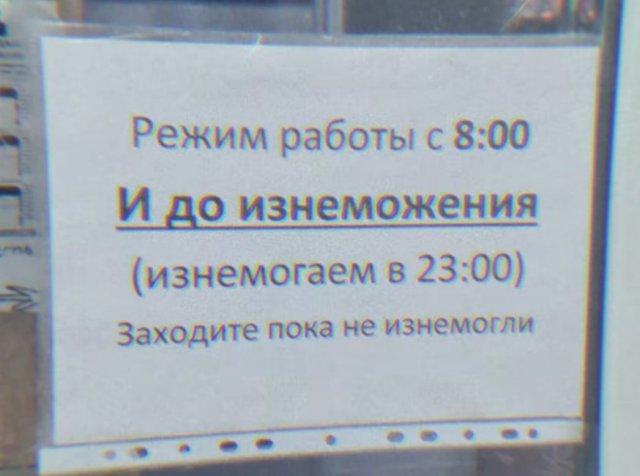 Режим работы с 8:00
И до изнеможения
(изнемогаем в 23:00)
Заходите пока не изнемогли